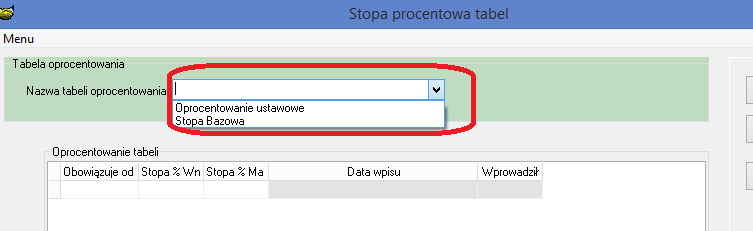 Stopa procentowa tabel
Menu
Tabela oprocentowania
Nazwa tabeli oprocentowania
Oprocentowanie ustawowe
Stopa Bazowa
Oprocentowanie tabeli
Obowiązuje od Stopa % Wn Stopa % Ma Data wpisu Wprowadził